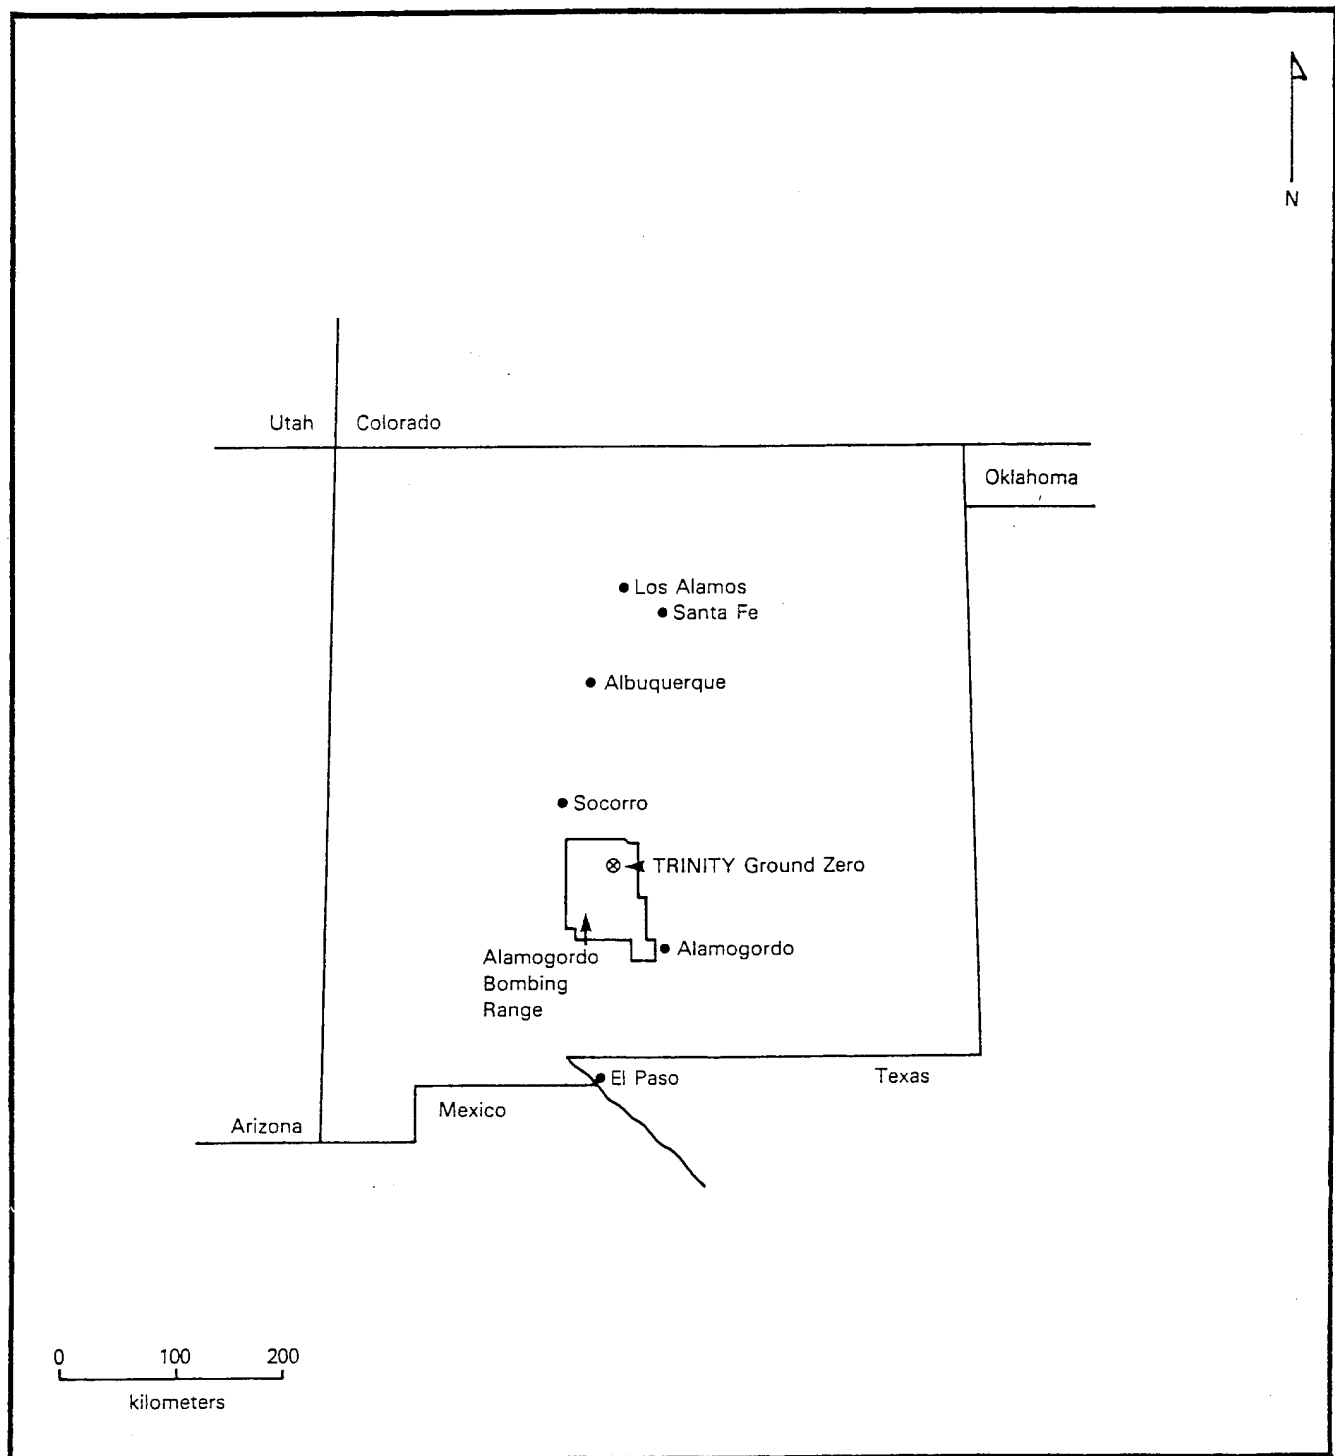 N
Utah
Colorado
Oklahoma
Los Alamos
Santa Fe
Albuquerque
Socorro
TRINITY Ground Zero
Alamogordo
Alamogordo
Bombing
Range
El Paso
Texas
Mexico
Arizona
0 100 200
kilometers